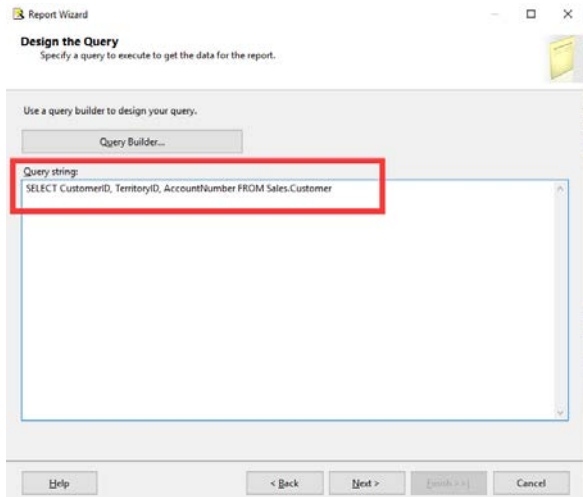 Report Wizard
Design the Query
Specify a query to execute to get the data for the report.
Use a query builder to design your query.
Query Builder...
Query string:
SELECT CustomerID, TerritoryID, AccountNumber FROM Sales.Customer
Help
< Back
Next >
Finish >>|
Cancel